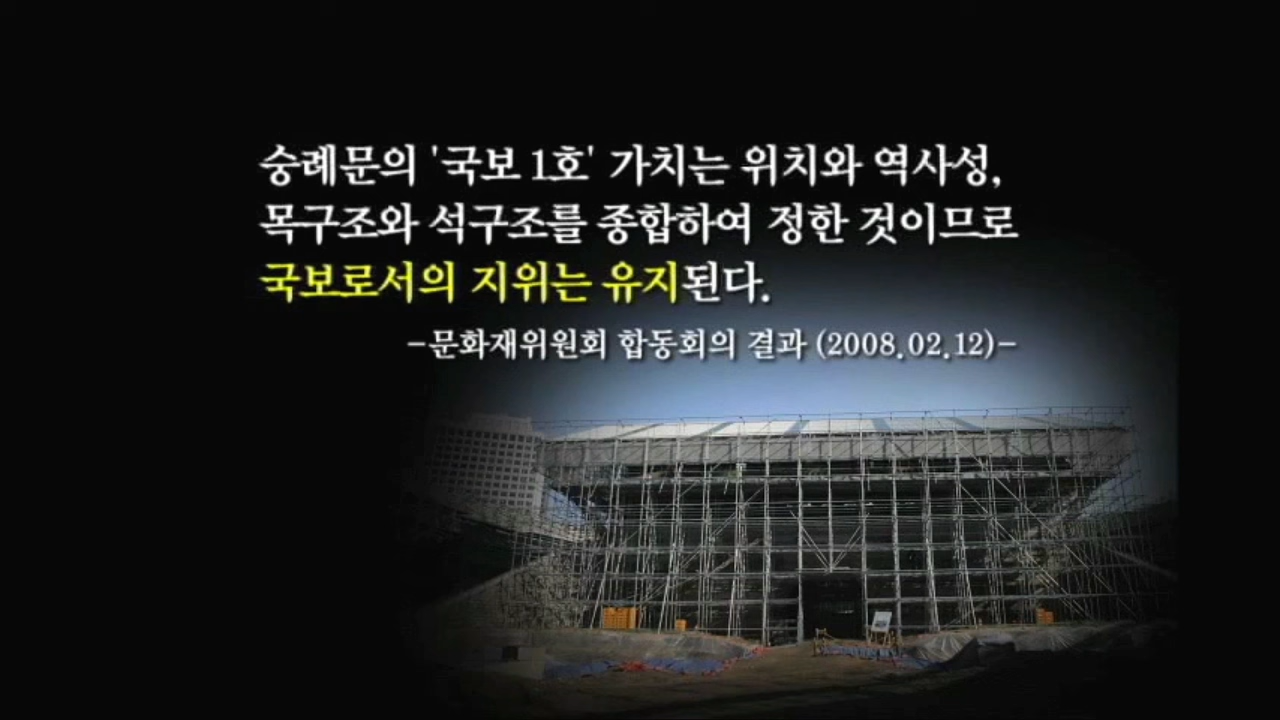 숭례문의 '국보 1호' 가치는 위치와 역사성,
목구조와 석구조를 종합하여 정한 것이므로
국보로서의 지위는 유지된다.
-문화재위원회 합동회의 결과 (2008.02.12)-